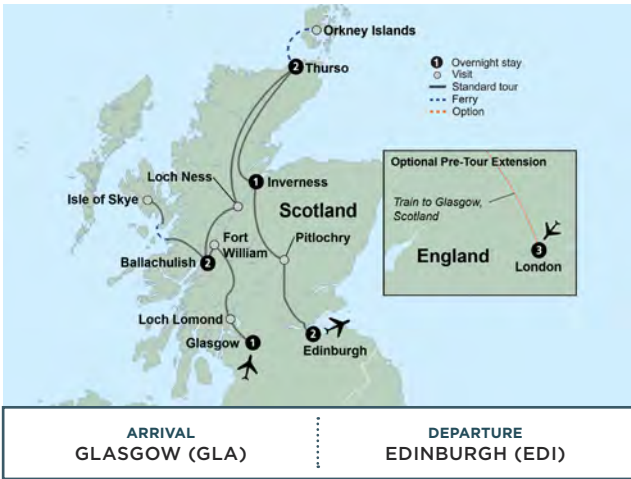 Orkney Islands
2 Thurso
1 Overnight stay
Visit
Standard tour
Ferry
Option
Loch Ness
1 Inverness
Isle of Skye
Scotland
Fort
William
Pitlochry
Ballachulish 2
Loch Lomond
Glasgow 1
2
Edinburgh
Optional Pre-Tour Extension
Train to Glasgow,
Scotland
England
3
London
ARRIVAL
GLASGOW (GLA)
DEPARTURE
EDINBURGH (EDI)